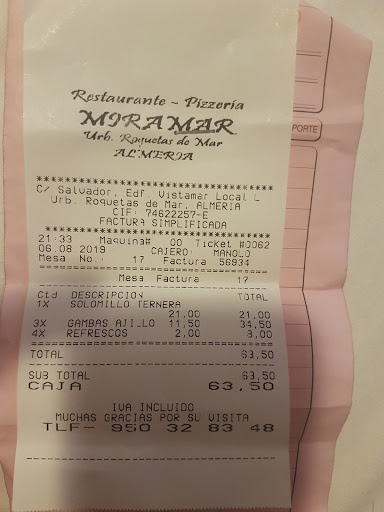 Restaurante - Pizzería
MIRAMAR
Urb. Roquetas de Mar
ALMERIA
************************************
C/ Salvador, Edf. Vistamar Local L
Urb. Roquetas de Mar, ALMERIA
CIF: 74622257-E
FACTURA SIMPLIFICADA
************************************
21:33 Maquina# 00 Ticket #0062
06.08 2019 CAJERO: MANOLO
Mesa No.: 17 Factura 56934
Mesa Factura 17
Ctd DESCRIPCION TOTAL
1X SOLOMILLO TERNERA
21,00 21,00
3X GAMBAS AJILLO 11,50 34,50
4X REFRESCOS 2,00 8,00
TOTAL 63,50
SUB TOTAL 63,50
CAJA 63,50
IVA INCLUIDO
MUCHAS GRACIAS POR SU VISITA
TLF- 950 32 83 48
PORTE